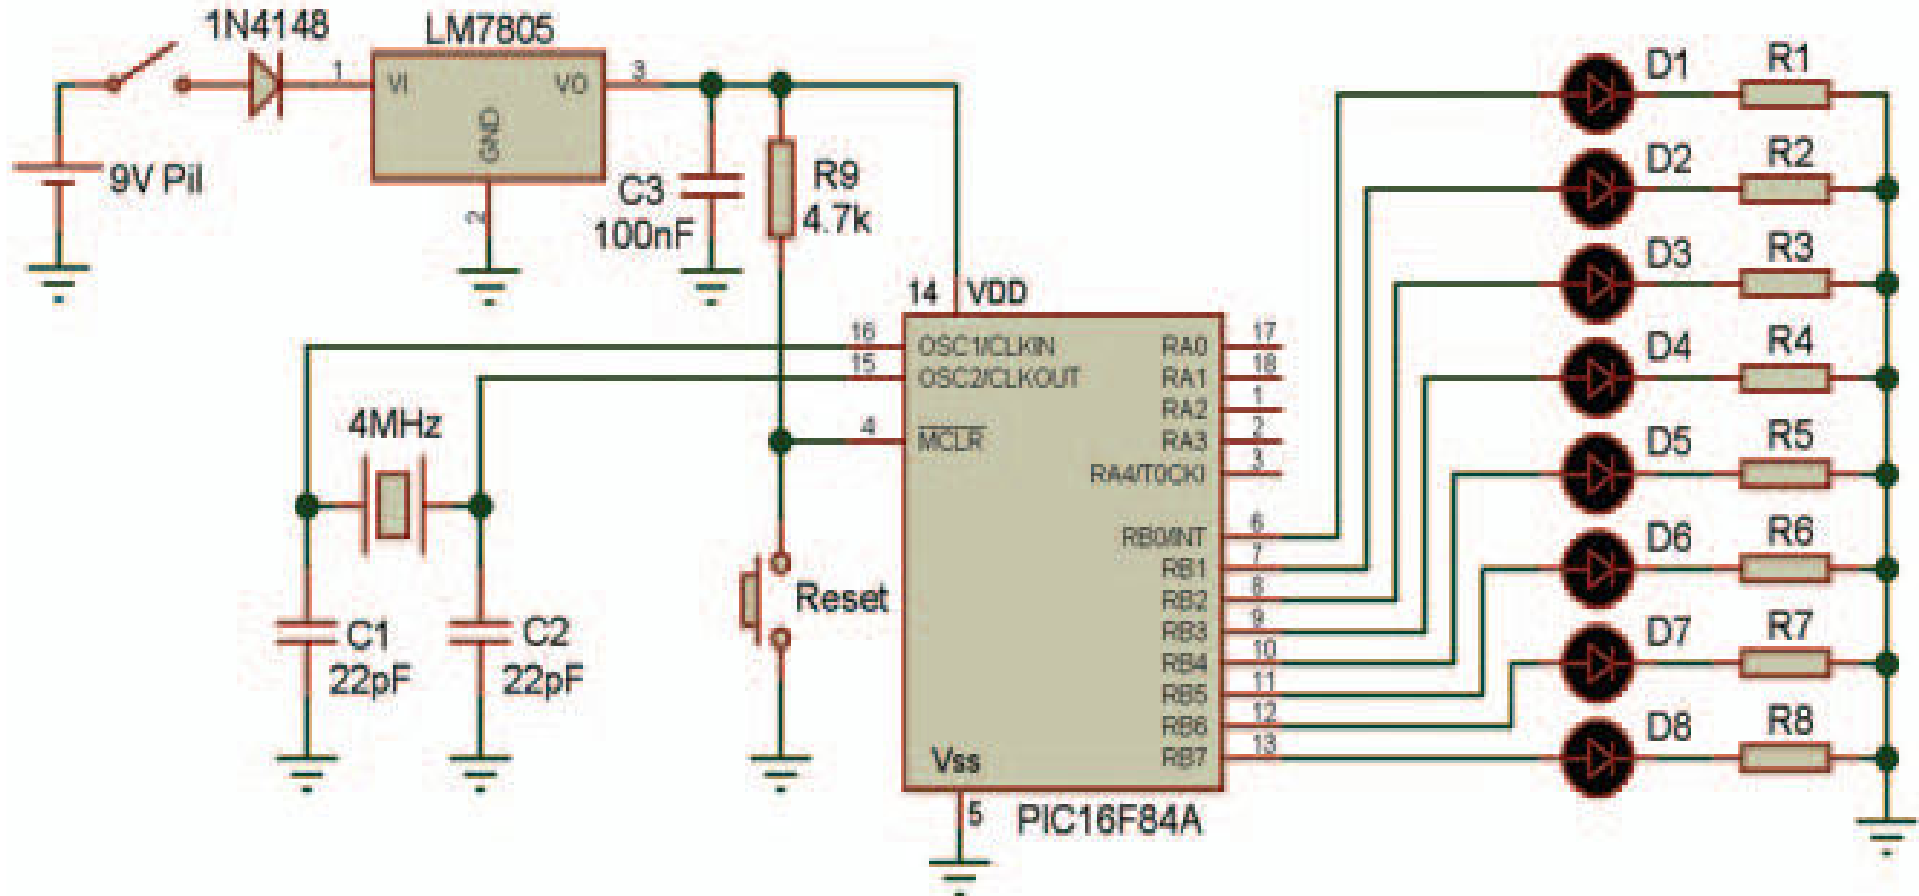 1N4148
LM7805
1
VI
VO
3
GND
2
9V Pil
C3
100nF
R9
4.7k
14
VDD
16
OSC1/CLKIN
15
OSC2/CLKOUT
4
MCLR
4MHz
C1
22pF
C2
22pF
Reset
Vss
5
PIC16F84A
RA0
17
RA1
18
RA2
1
RA3
2
RA4/T0CKI
3
RB0/INT
6
RB1
7
RB2
8
RB3
9
RB4
10
RB5
11
RB6
12
RB7
13
D1
R1
D2
R2
D3
R3
D4
R4
D5
R5
D6
R6
D7
R7
D8
R8